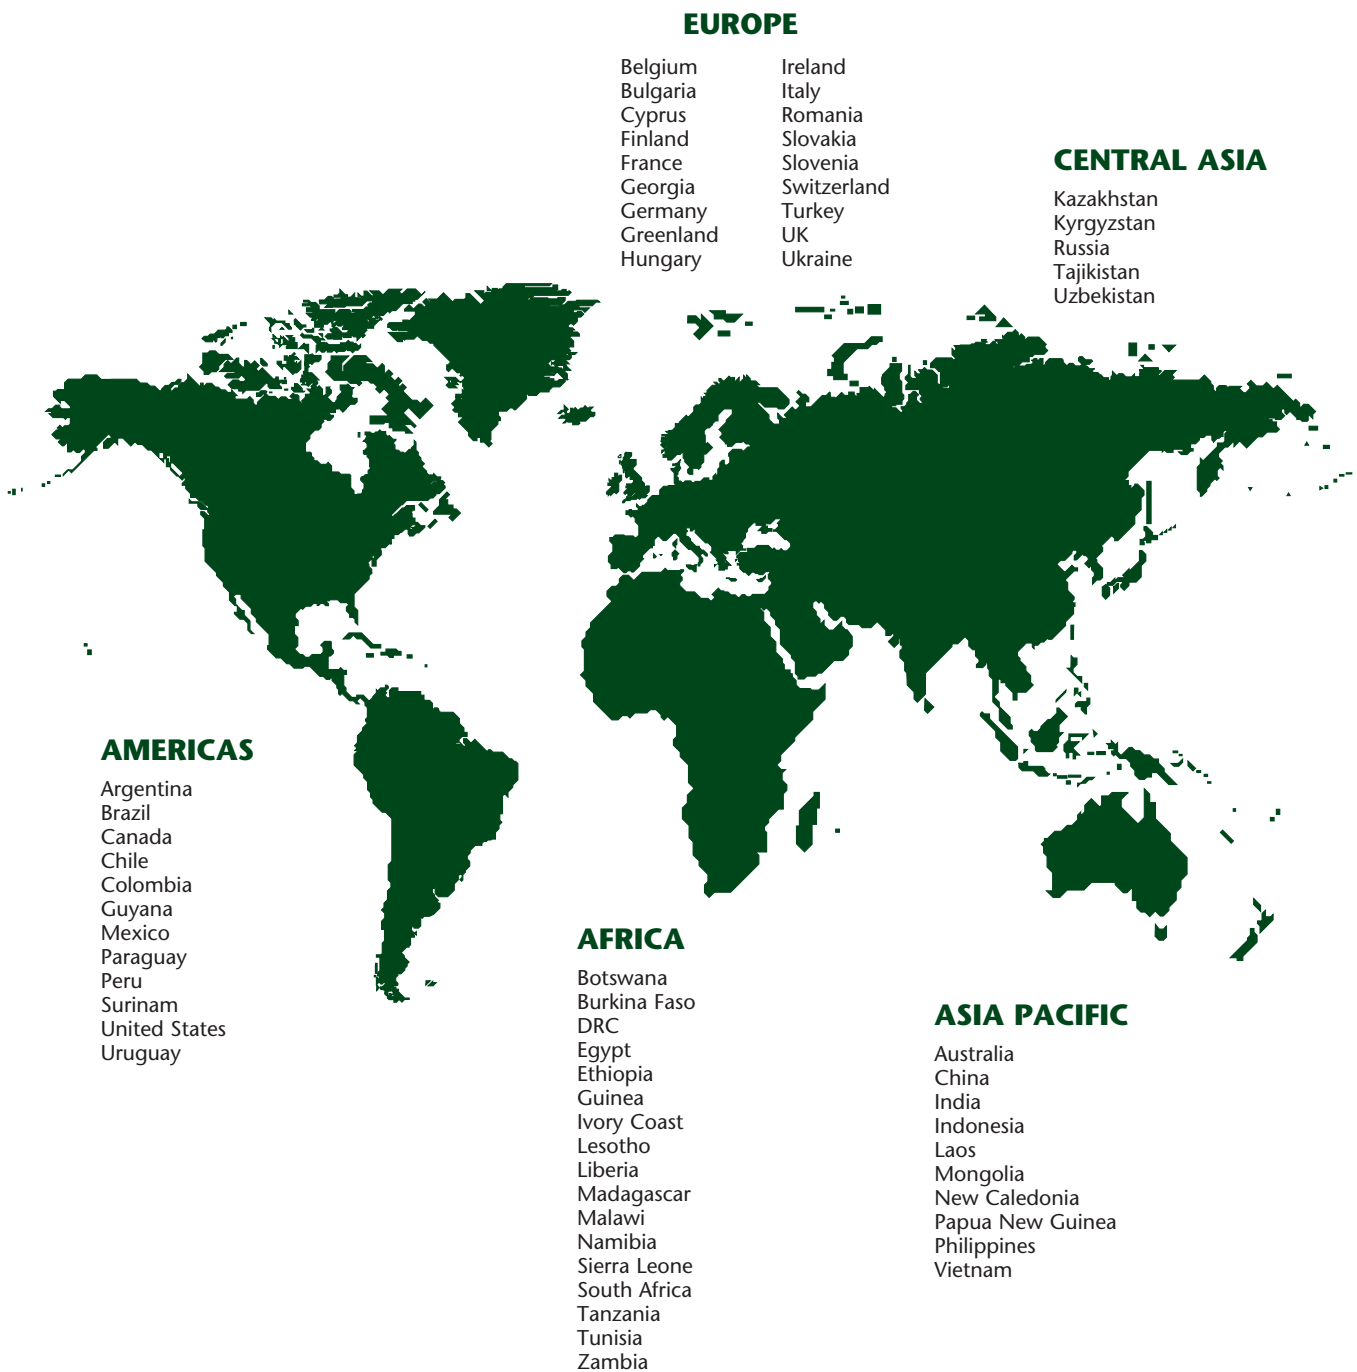 EUROPE
Belgium
Bulgaria
Cyprus
Finland
France
Georgia
Germany
Greenland
Hungary
Ireland
Italy
Romania
Slovakia
Slovenia
Switzerland
Turkey
UK
Ukraine
CENTRAL ASIA
Kazakhstan
Kyrgyzstan
Russia
Tajikistan
Uzbekistan
AMERICAS
Argentina
Brazil
Canada
Chile
Colombia
Guyana
Mexico
Paraguay
Peru
Surinam
United States
Uruguay
AFRICA
Botswana
Burkina Faso
DRC
Egypt
Ethiopia
Guinea
Ivory Coast
Lesotho
Liberia
Madagascar
Malawi
Namibia
Sierra Leone
South Africa
Tanzania
Tunisia
Zambia
ASIA PACIFIC
Australia
China
India
Indonesia
Laos
Mongolia
New Caledonia
Papua New Guinea
Philippines
Vietnam